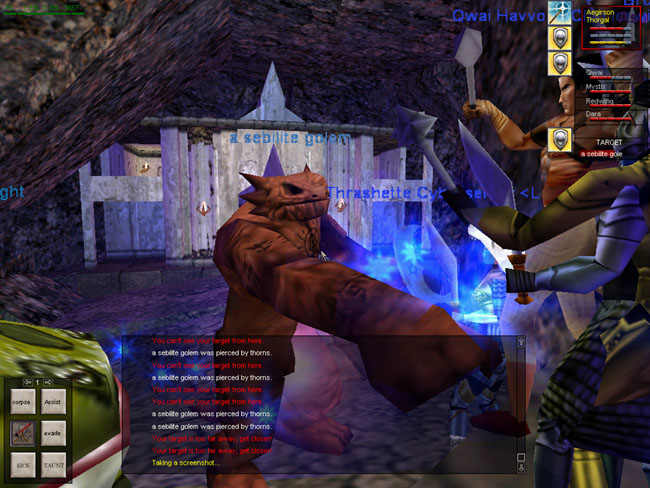 Qwai Havvo
Aegirson
Thorgal
Qwai
Mystix
Redwing
Dara
TARGET
a sebilite gole
a sebilite golem
ght
Thrashette Cyb
<L
You can't see your target from here.
a sebilite golem was pierced by thorns.
You can't see your target from here.
a sebilite golem was pierced by thorns.
You can't see your target from here.
You can't see your target from here.
a sebilite golem was pierced by thorns.
a sebilite golem was pierced by thorns.
Your target is too far away, get closer!
Your target is too far away, get closer!
Taking a screenshot...
1
corpse
Assist
evade
KICK
TAUNT